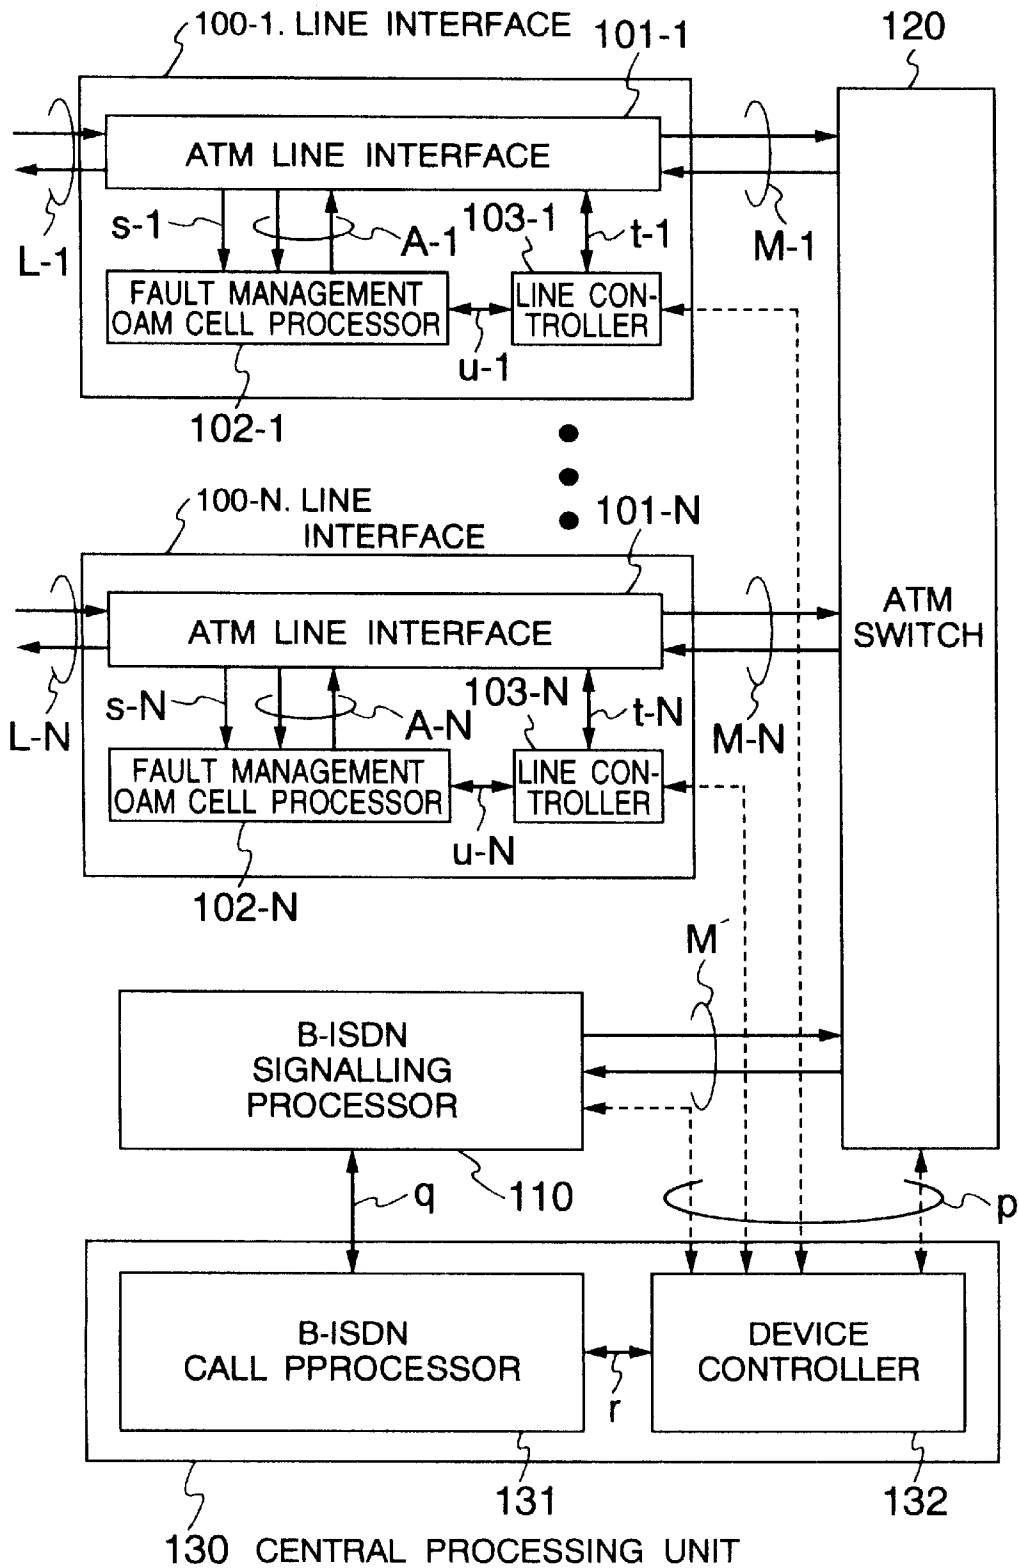 100-1. LINE INTERFACE
101-1
120
ATM LINE INTERFACE
L-1
s-1
A-1
103-1
t-1
M-1
FAULT MANAGEMENT
OAM CELL PROCESSOR
LINE CON-
TROLLER
u-1
102-1
100-N. LINE
INTERFACE
101-N
ATM
SWITCH
ATM LINE INTERFACE
L-N
s-N
A-N
103-N
t-N
M-N
FAULT MANAGEMENT
OAM CELL PROCESSOR
LINE CON-
TROLLER
u-N
102-N
M´
B-ISDN
SIGNALLING
PROCESSOR
q
110
p
B-ISDN
CALL PPROCESSOR
r
DEVICE
CONTROLLER
131
132
130 CENTRAL PROCESSING UNIT